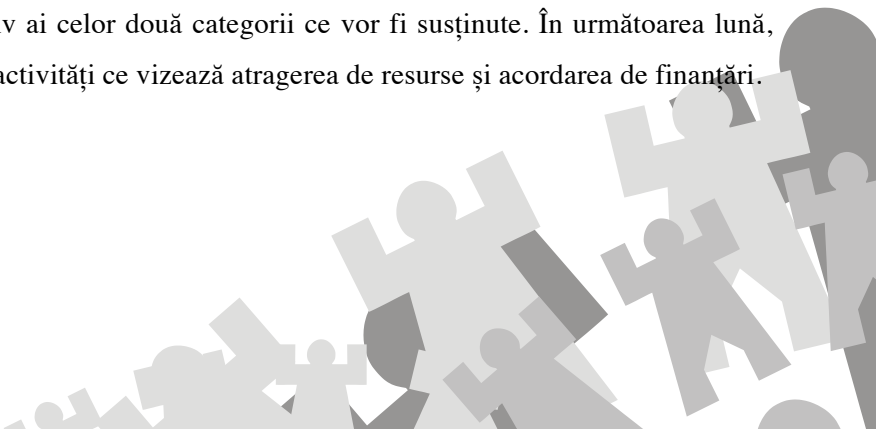 ai celor două categorii ce vor fi susținute. În următoarea lună,
activități ce vizează atragerea de resurse și acordarea de finanțări.